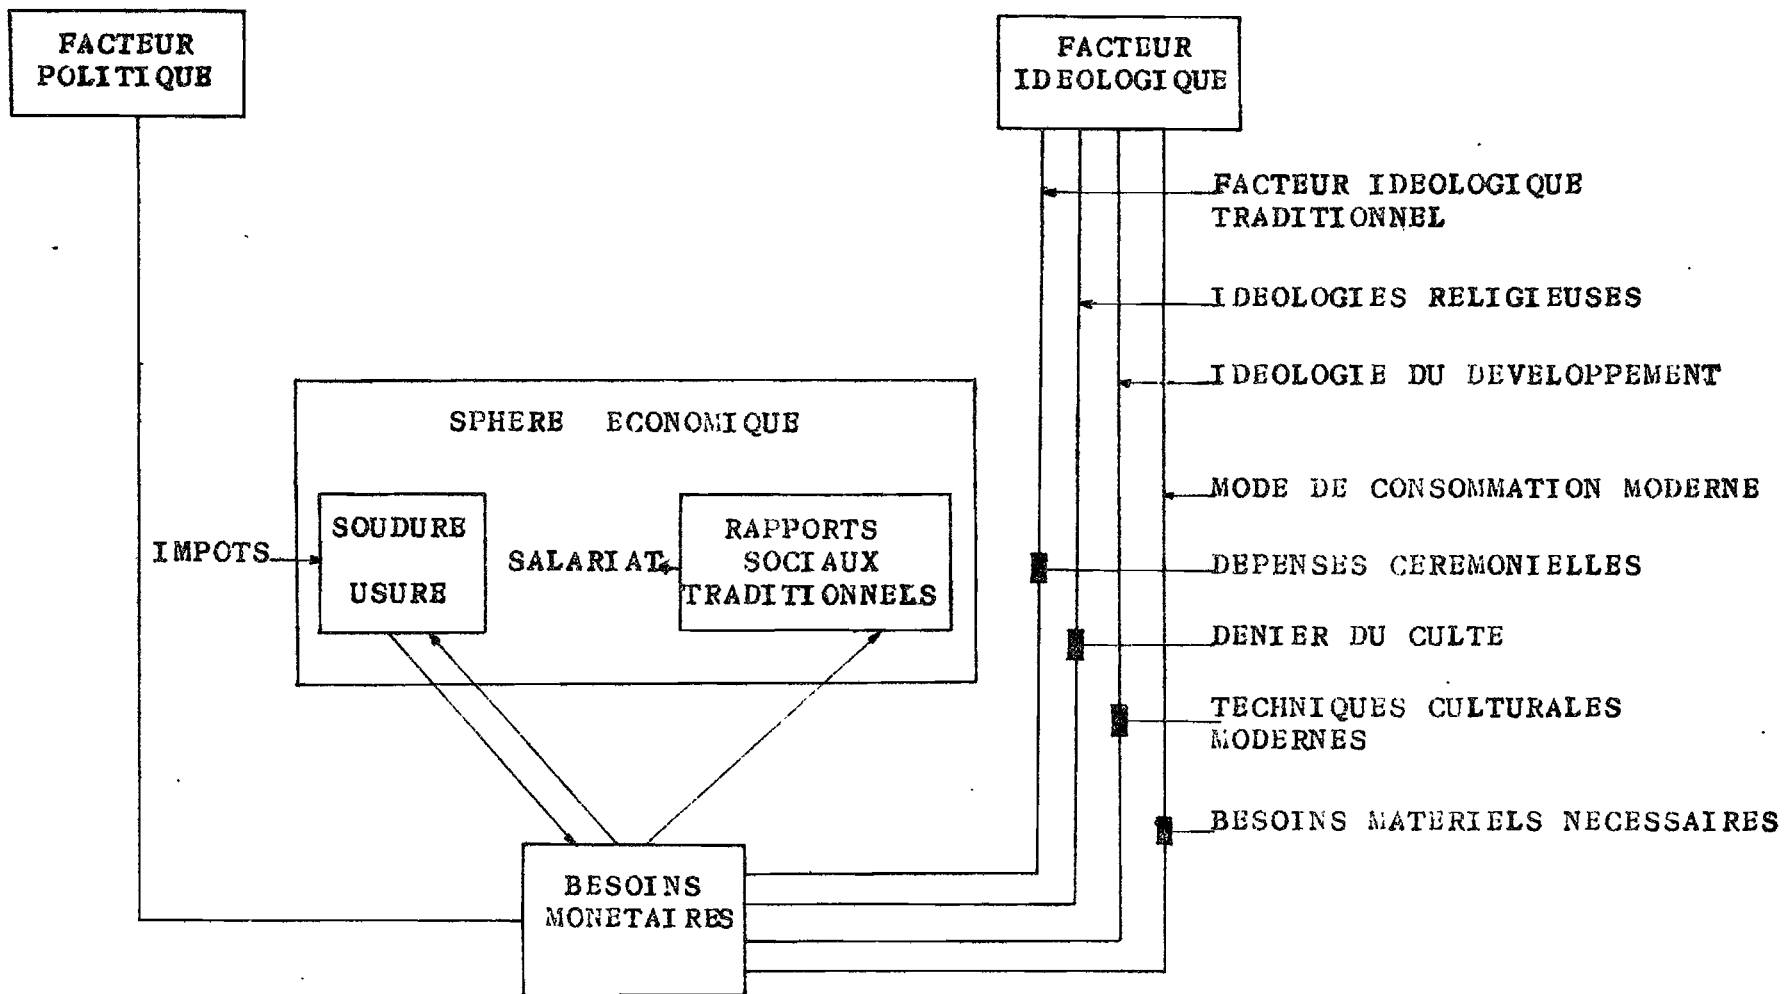 FACTEUR
POLITIQUE
FACTEUR
IDEOLOGIQUE
FACTEUR IDEOLOGIQUE
TRADITIONNEL
IDEOLOGIES RELIGIEUSES
IDEOLOGIE DU DEVELOPPEMENT
SPHERE ECONOMIQUE
MODE DE CONSOMMATION MODERNE
IMPOTS
SOUDURE
USURE
SALARIAT
RAPPORTS
SOCIAUX
TRADITIONNELS
DEPENSES CEREMONIELLES
DENIER DU CULTE
TECHNIQUES CULTURALES
MODERNES
BESOINS MATERIELS NECESSAIRES
BESOINS
MONETAIRES